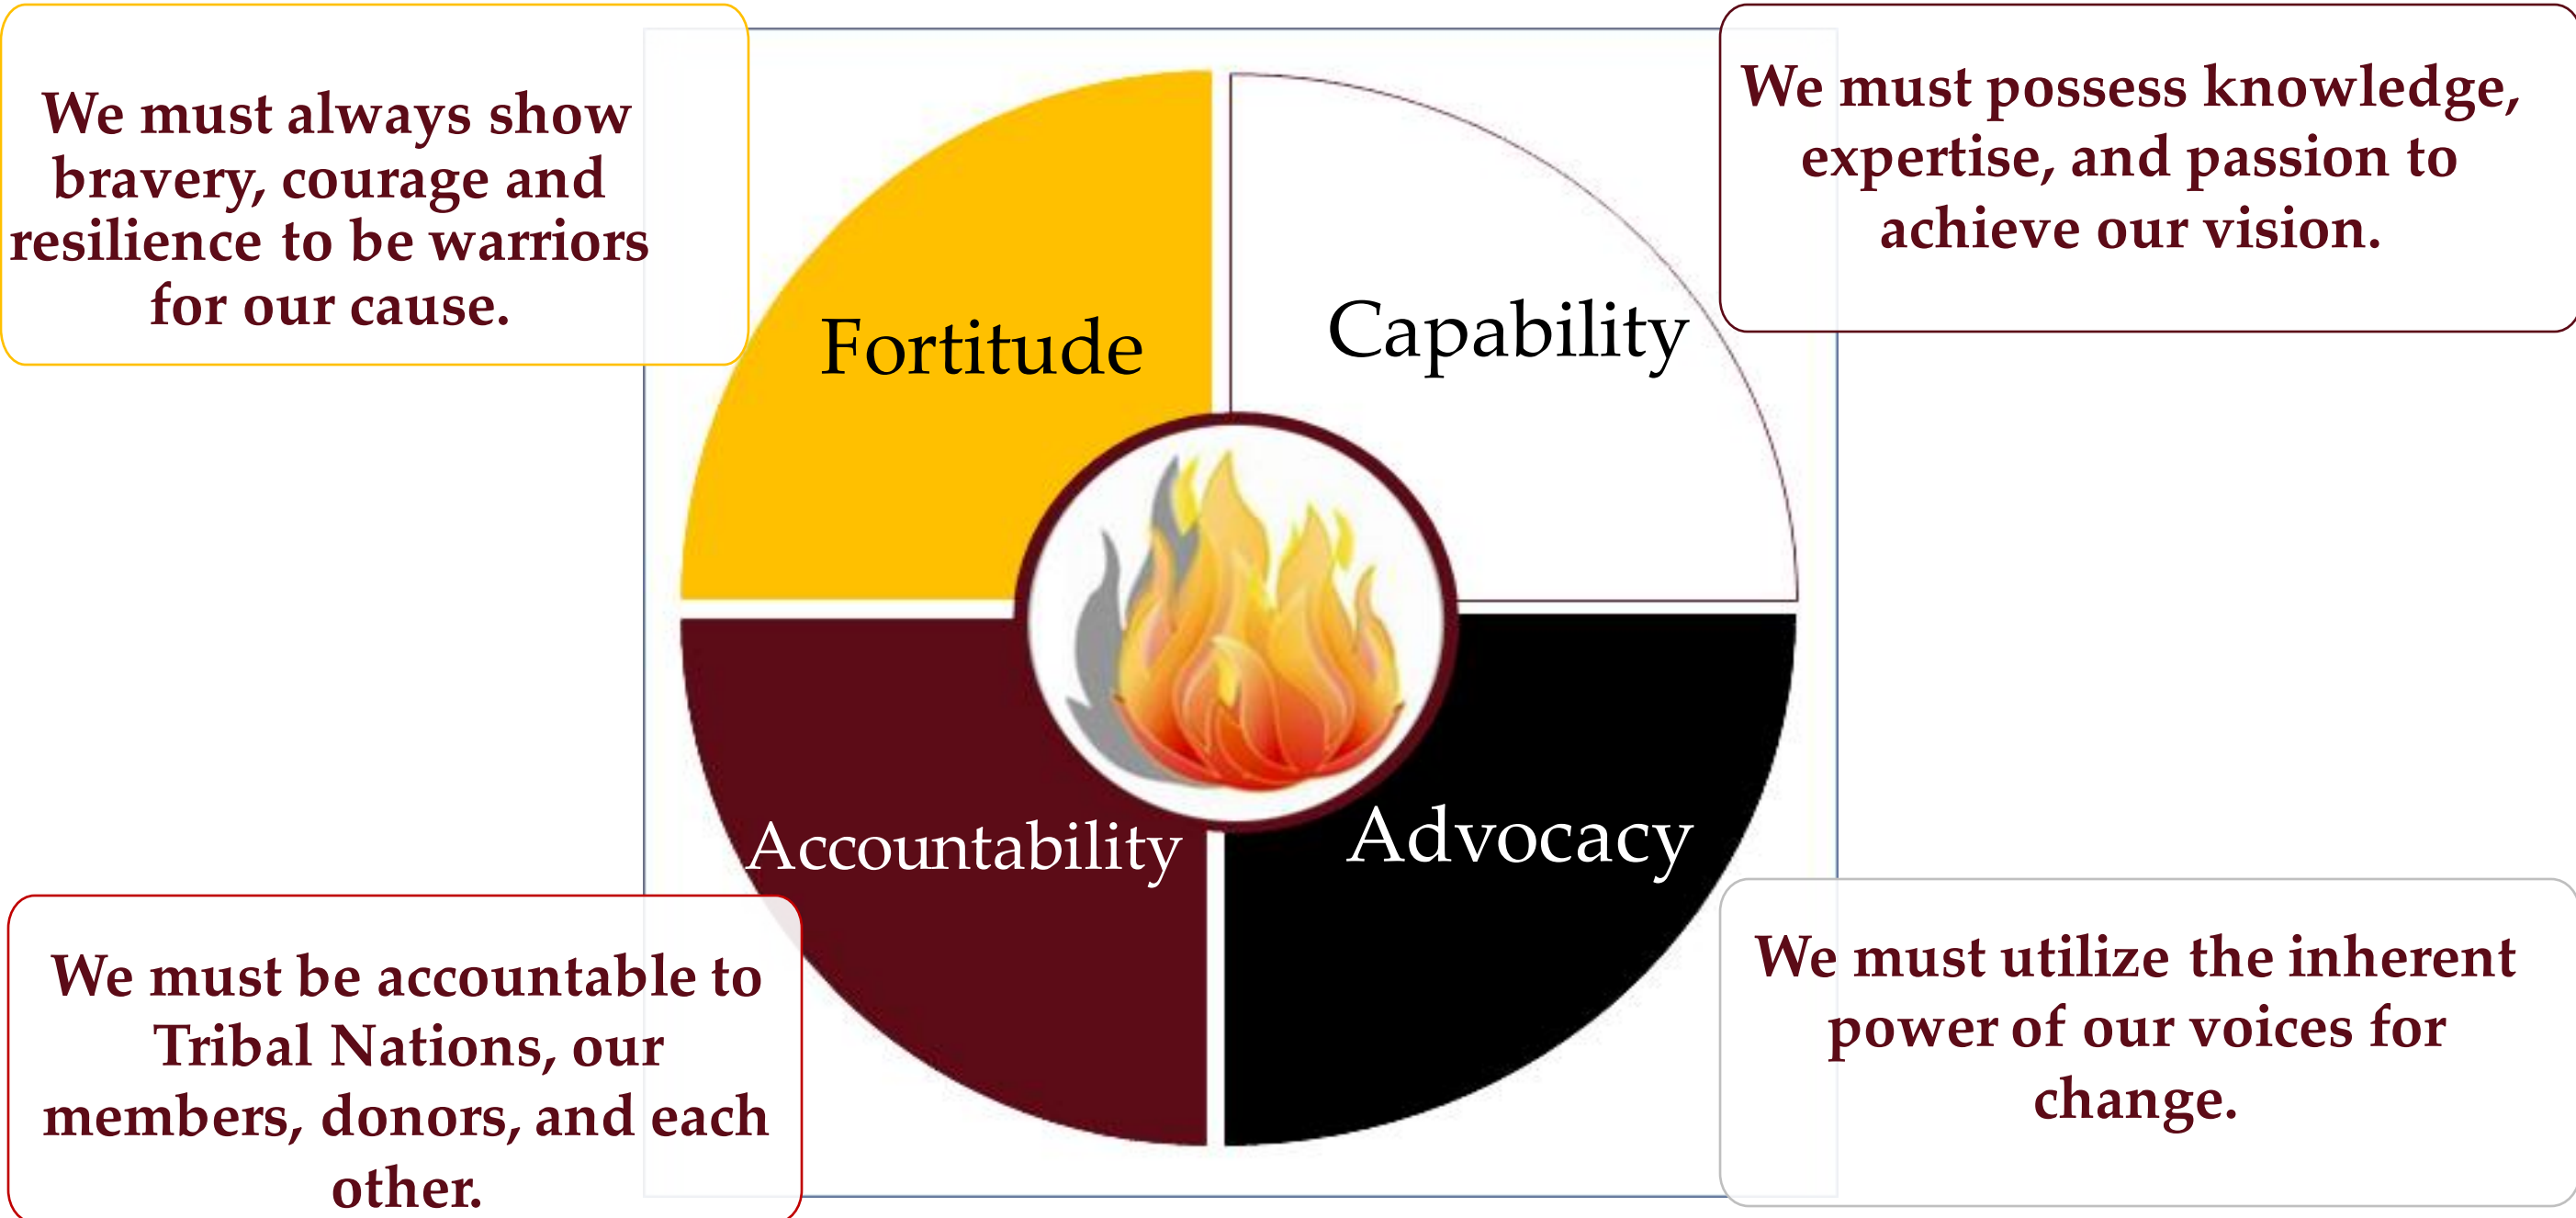 We must always show
bravery, courage and
resilience to be warriors
for our cause.
We must possess knowledge,
expertise, and passion to
achieve our vision.
Fortitude
Capability
Accountability
Advocacy
We must be accountable to
Tribal Nations, our
members, donors, and each
other.
We must utilize the inherent
power of our voices for
change.